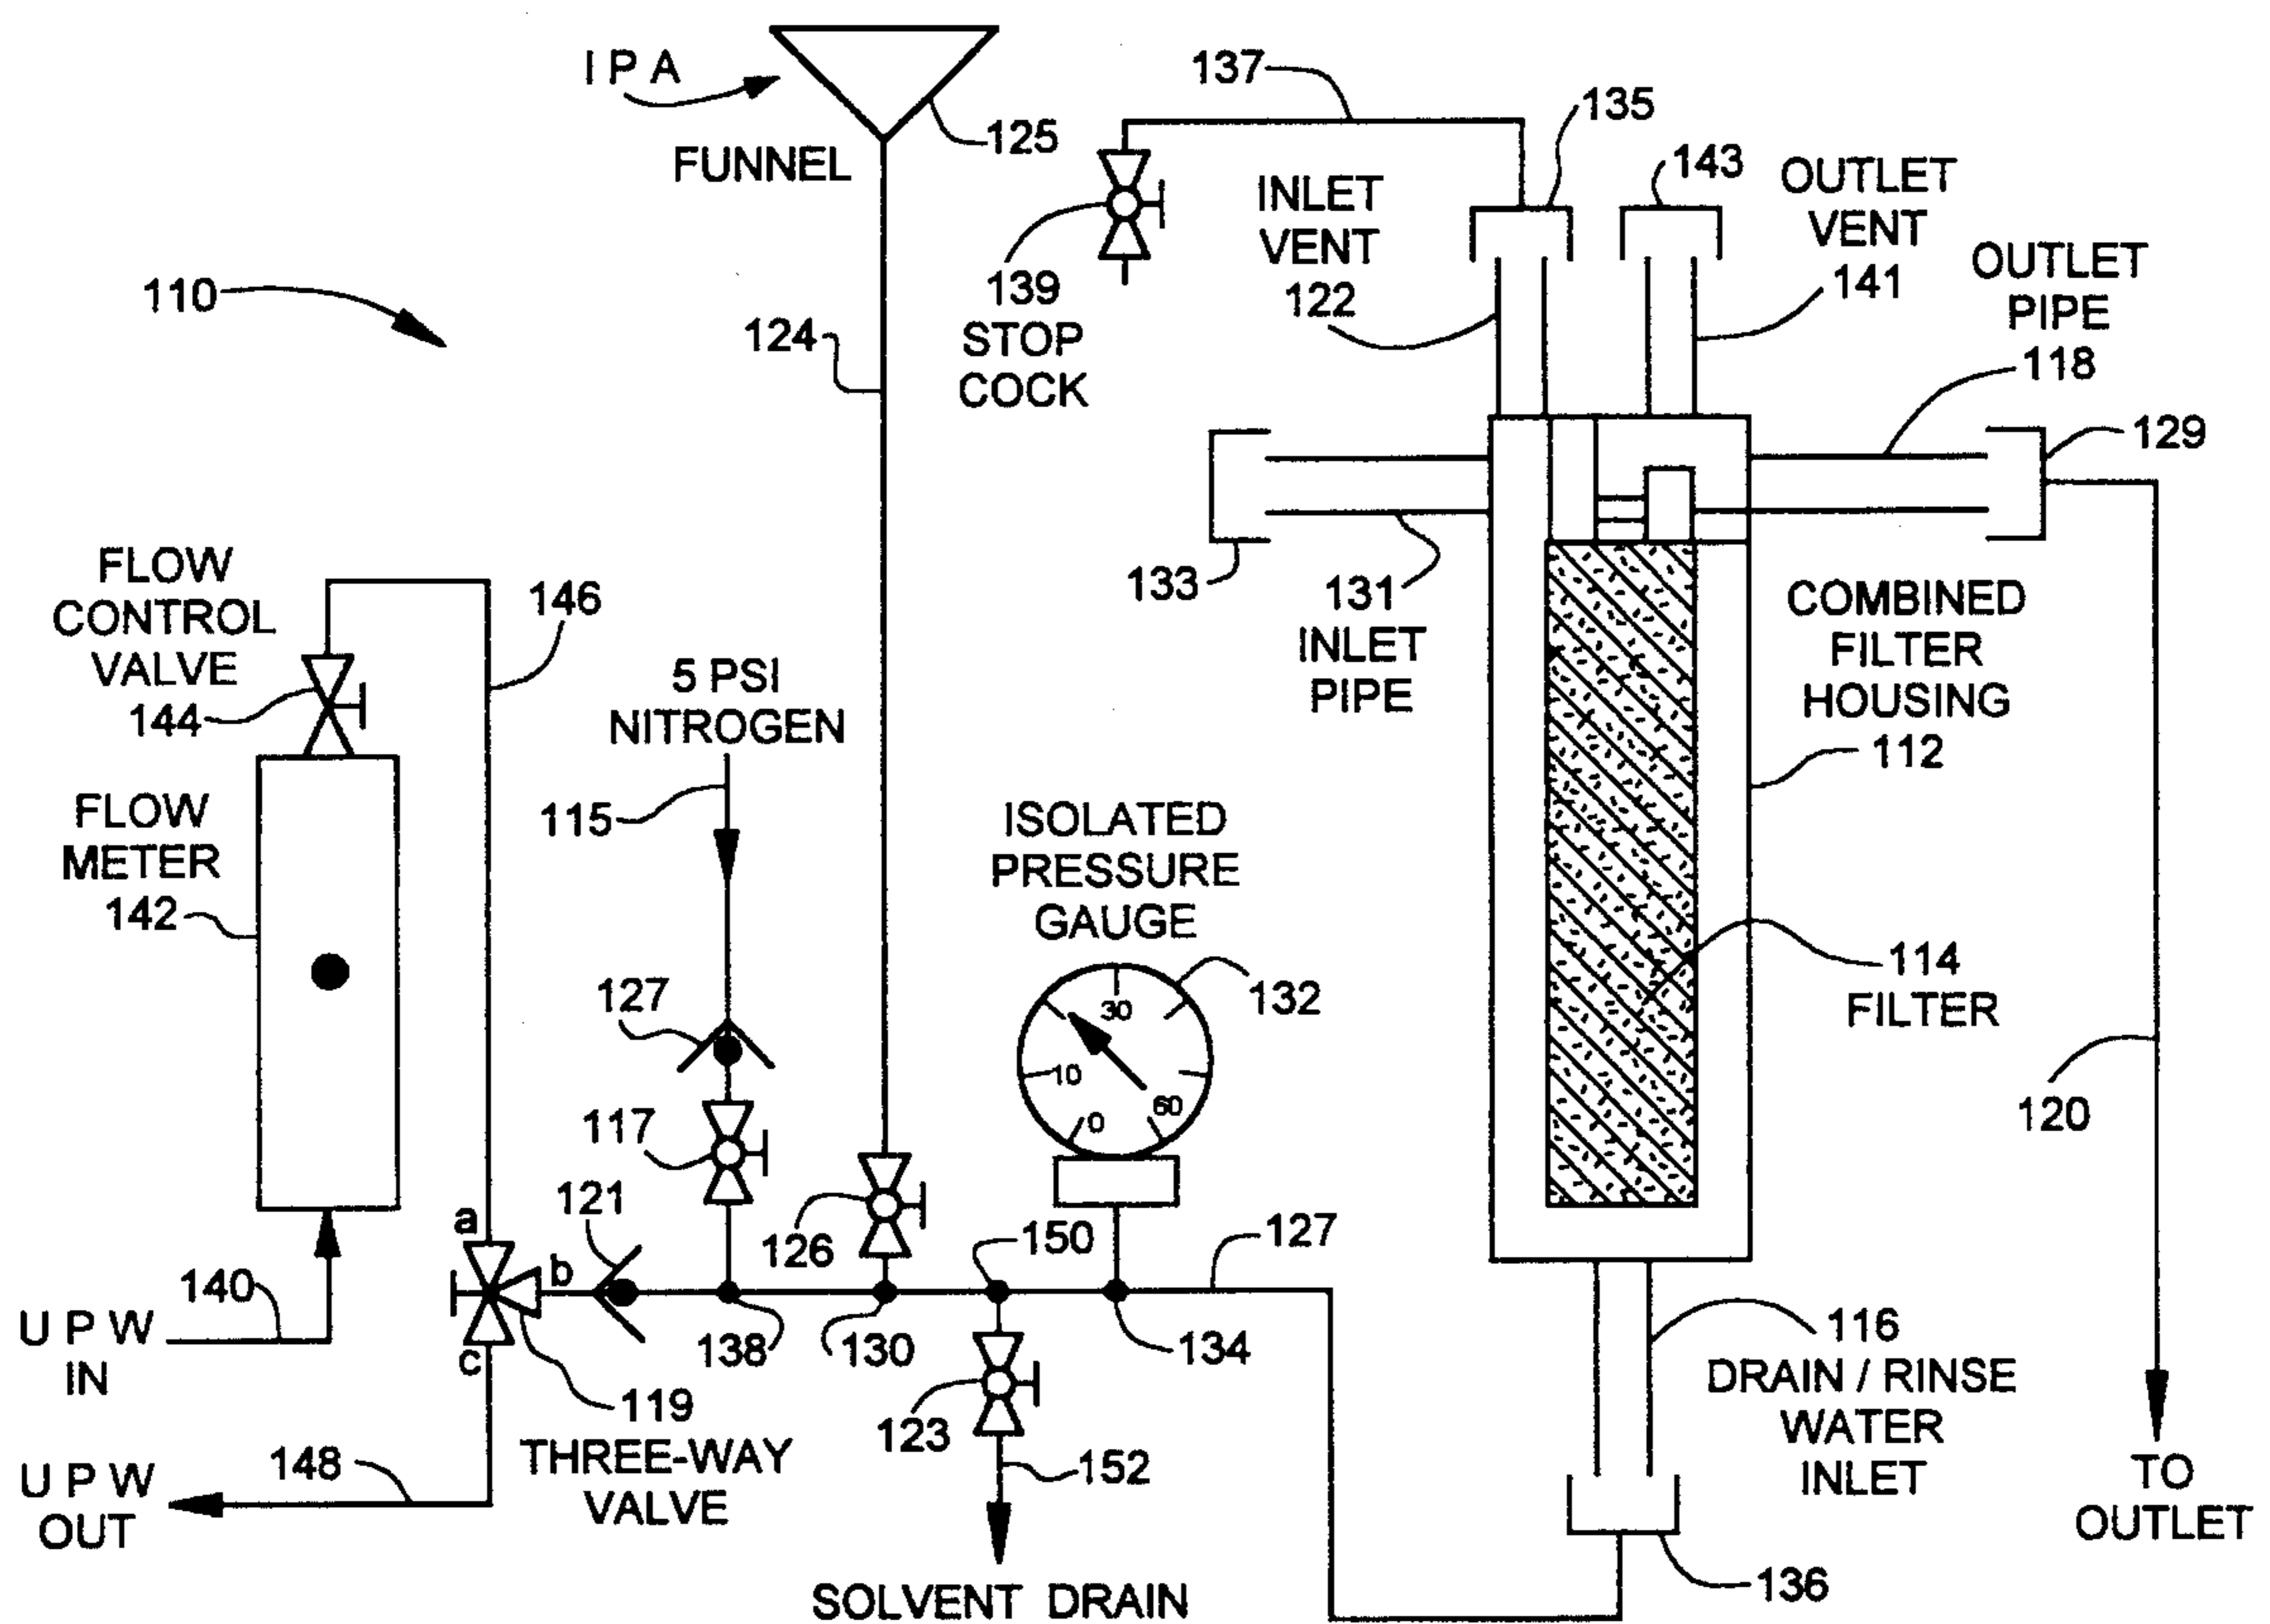 I P A
FUNNEL
125
137
135
143
INLET
VENT
122
OUTLET
VENT
141
OUTLET
PIPE
118
129
139
STOP
COCK
110
124
133
131
INLET
PIPE
FLOW
CONTROL
VALVE
144
146
5 PSI
NITROGEN
115
COMBINED
FILTER
HOUSING
112
FLOW
METER
142
ISOLATED
PRESSURE
GAUGE
132
30
10
0
60
114
FILTER
127
117
121
126
150
127
120
a
b
c
140
U P W
IN
138
130
134
116
DRAIN / RINSE
WATER
INLET
119
THREE-WAY
VALVE
123
152
148
U P W
OUT
TO
OUTLET
SOLVENT DRAIN
136